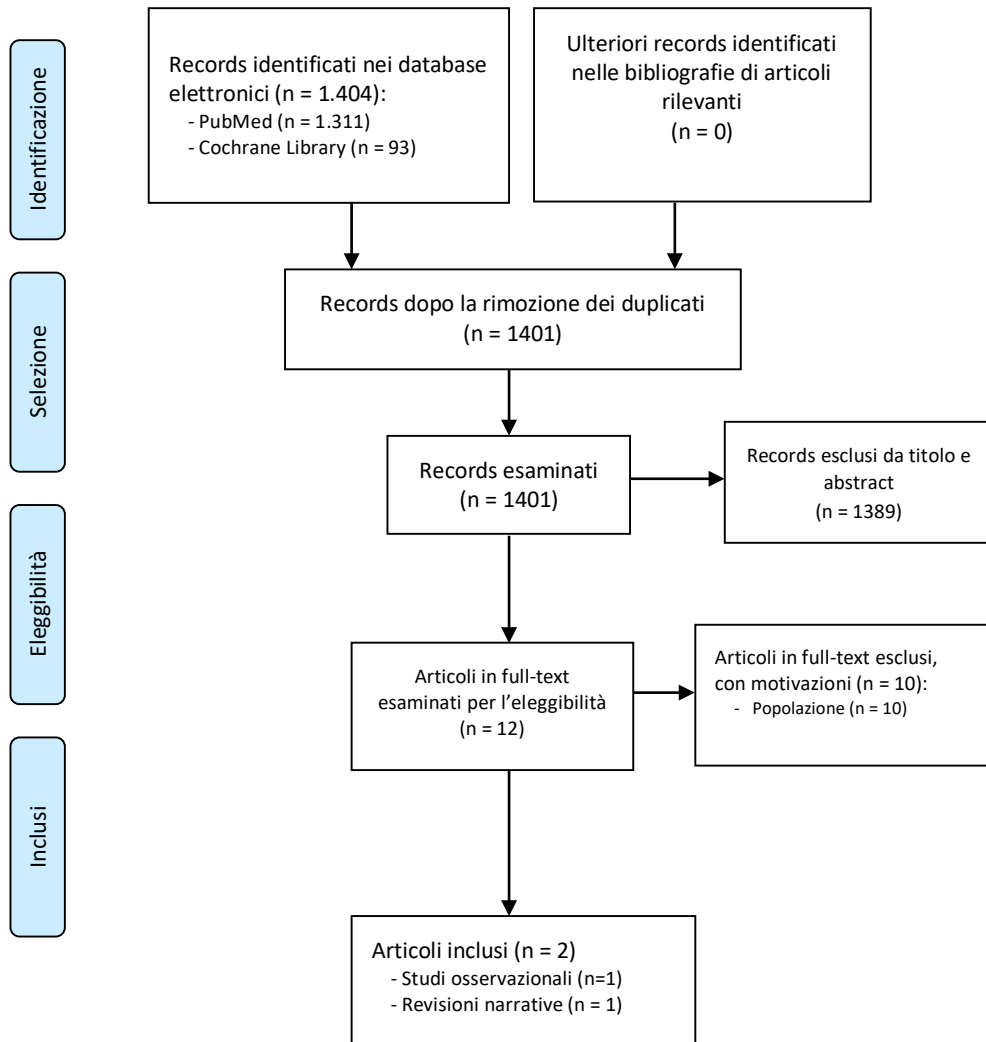 Identificazione
Records identificati nei database
elettronici (n = 1.404):
- PubMed (n = 1.311)
- Cochrane Library (n = 93)
Ulteriori records identificati
nelle bibliografie di articoli
rilevanti
(n = 0)
Selezione
Records dopo la rimozione dei duplicati
(n = 1401)
Records esaminati
(n = 1401)
Records esclusi da titolo e
abstract
(n = 1389)
Eleggibilità
Articoli in full-text
esaminati per l’eleggibilità
(n = 12)
Articoli in full-text esclusi,
con motivazioni (n = 10):
- Popolazione (n = 10)
Inclusi
Articoli inclusi (n = 2)
- Studi osservazionali (n=1)
- Revisioni narrative (n = 1)